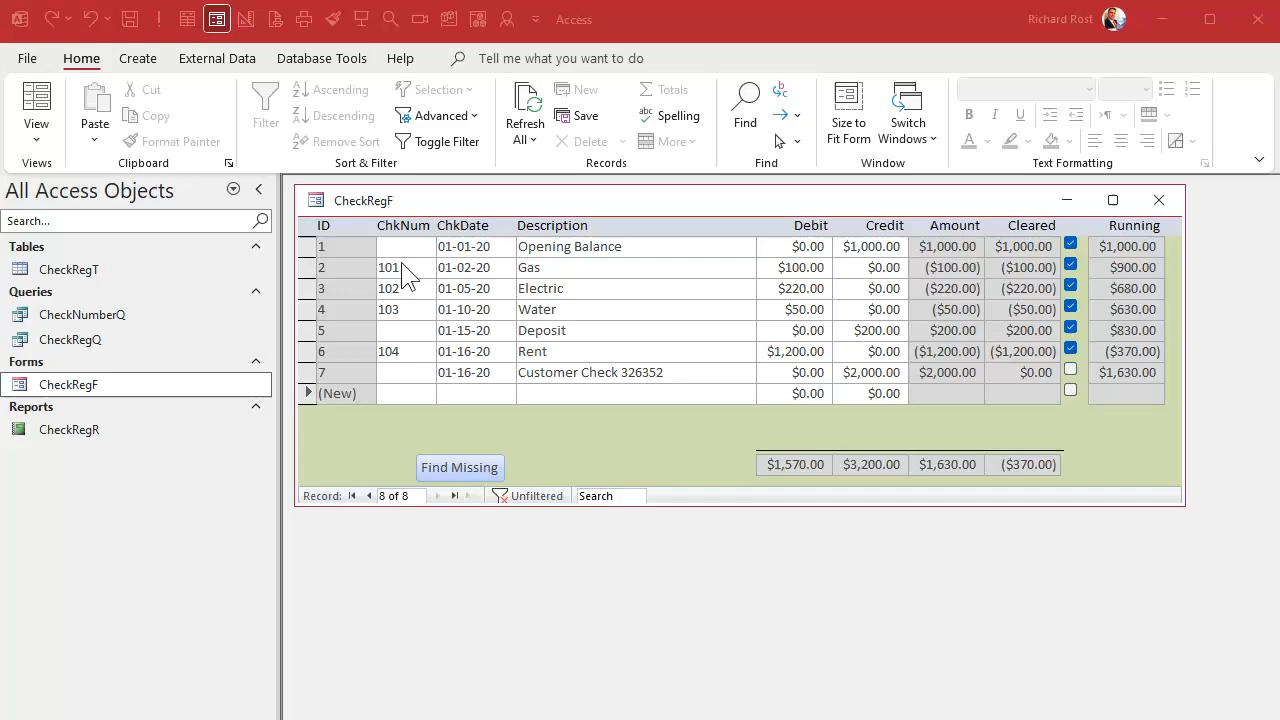 Access
Richard Rost
File Home Create External Data Database Tools Help Tell me what you want to do
View
Views
Paste
Cut
Copy
Format Painter
Clipboard
Filter
Ascending
Descending
Remove Sort
Selection
Advanced
Toggle Filter
Sort & Filter
Refresh
All
New
Save
Delete
Totals
Spelling
More
Records
Find
Find
Size to
Fit Form
Switch
Windows
Window
B I U
A
Text Formatting
All Access Objects
Search...
Tables
CheckRegT
Queries
CheckNumberQ
CheckRegQ
Forms
CheckRegF
Reports
CheckRegR
CheckRegF
ID ChkNum ChkDate Description Debit Credit Amount Cleared Running
1 01-01-20 Opening Balance $0.00 $1,000.00 $1,000.00 $1,000.00 $1,000.00
2 101 01-02-20 Gas $100.00 $0.00 ($100.00) ($100.00) $900.00
3 102 01-05-20 Electric $220.00 $0.00 ($220.00) ($220.00) $680.00
4 103 01-10-20 Water $50.00 $0.00 ($50.00) ($50.00) $630.00
5 01-15-20 Deposit $0.00 $200.00 $200.00 $200.00 $830.00
6 104 01-16-20 Rent $1,200.00 $0.00 ($1,200.00) ($1,200.00) ($370.00)
7 01-16-20 Customer Check 326352 $0.00 $2,000.00 $2,000.00 $0.00 $1,630.00
(New) $0.00 $0.00
Find Missing $1,570.00 $3,200.00 $1,630.00 ($370.00)
Record: 8 of 8 Unfiltered Search